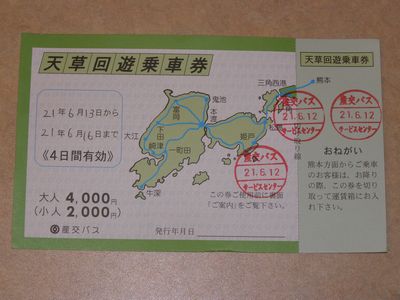 天草回遊乗車券
21年6月13日から
21年6月16日まで
《4日間有効》
大人 4,000円
(小人 2,000円)
産交バス
発行年月日
この券ご使用前に裏面
「ご案内」をご覧下さい。
鬼池
富岡
本渡
大江
下田
崎津
一町田
牛深
姫戸
松島
三角西港
熊本
切り取り線
産交バス
21.6.12
サービスセンター
産交バス
21.6.12
サービスセンター
産交バス
21.6.12
サービスセンター
天草回遊乗車券
おねがい
熊本方面からご乗車
のお客様は、お降り
の際、この券を切り
取って運賃箱にお入
れ下さい。